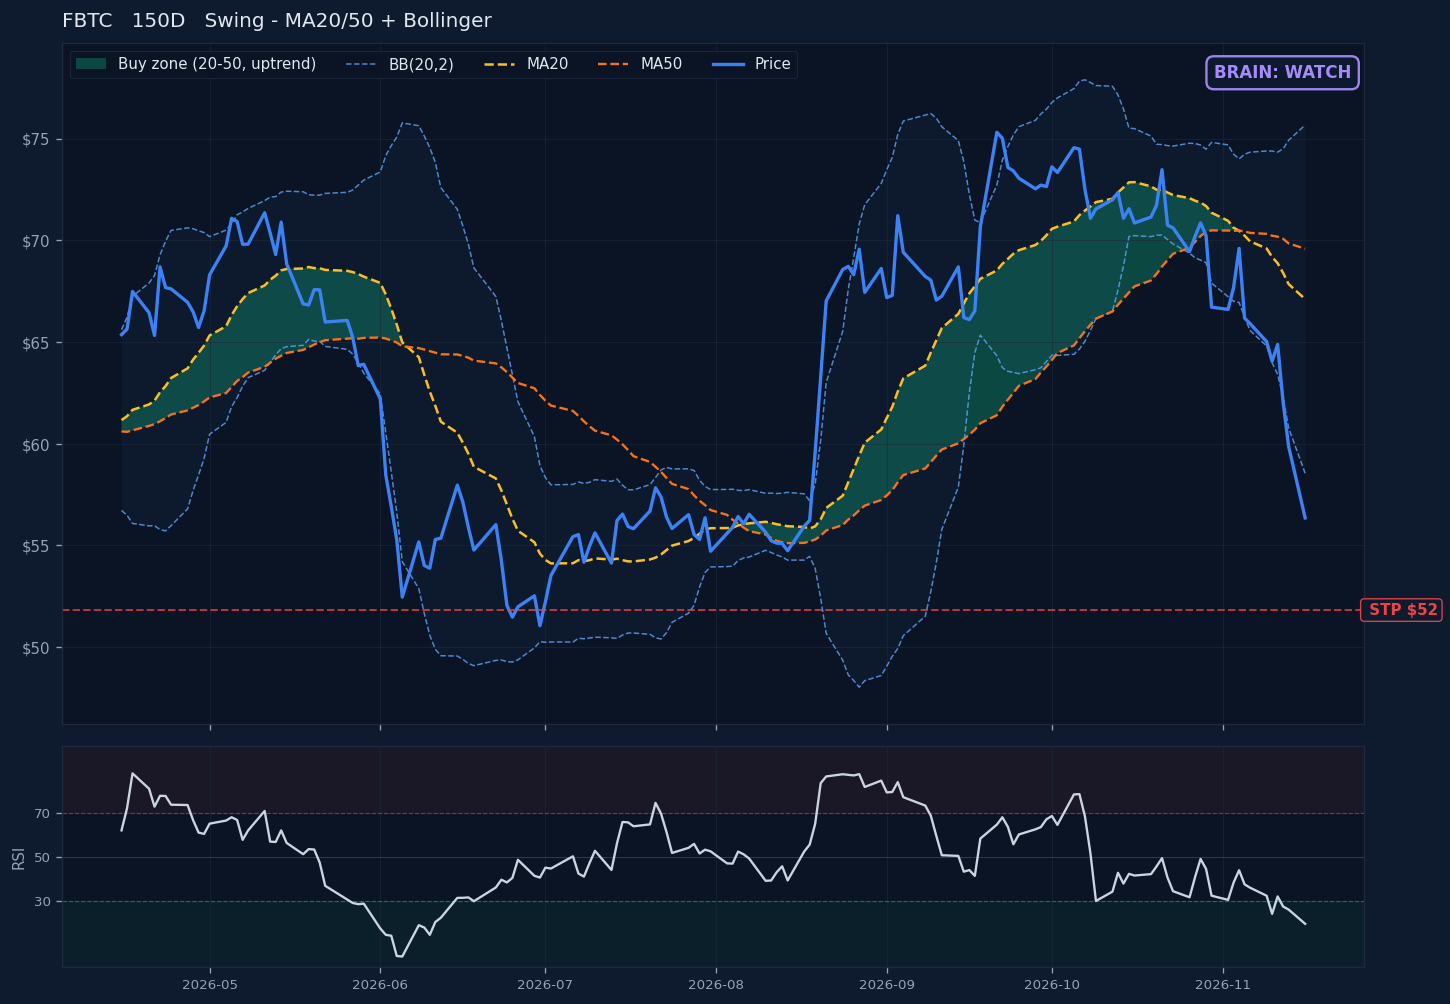 FBTC   150D   Swing - MA20/50 + Bollinger
Buy zone (20-50, uptrend)   BB(20,2)   MA20   MA50   Price
BRAIN: WATCH
$75
$70
$65
$60
$55
STP $52
$50
70
50
30
RSI
2026-05   2026-06   2026-07   2026-08   2026-09   2026-10   2026-11